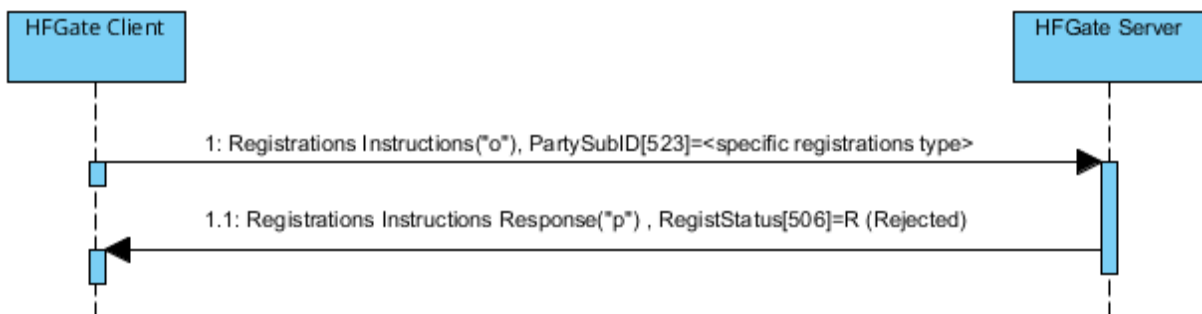 HFGate Client
HFGate Server
1: Registrations Instructions("o"), PartySubID[523]=<specific registrations type>
1.1: Registrations Instructions Response("p") , RegistStatus[506]=R (Rejected)